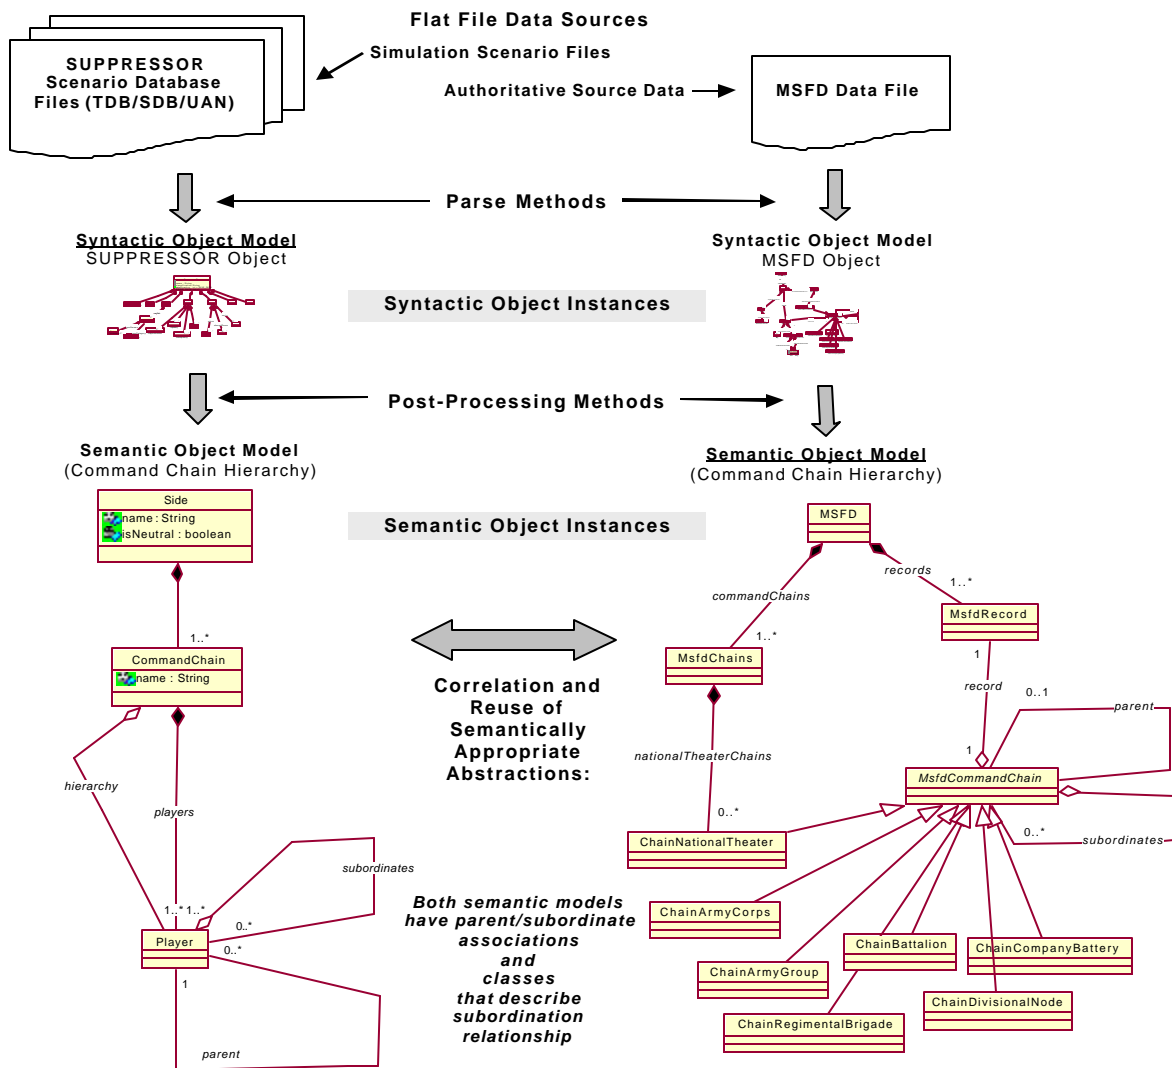 Flat File Data Sources
Simulation Scenario Files
SUPPRESSOR
Scenario Database
Files (TDB/SDB/UAN)
Authoritative Source Data
MSFD Data File
Parse Methods
Syntactic Object Model
SUPPRESSOR Object
Syntactic Object Model
MSFD Object
Syntactic Object Instances
Post-Processing Methods
Semantic Object Model
(Command Chain Hierarchy)
Semantic Object Model
(Command Chain Hierarchy)
Semantic Object Instances
Side
name : String
isNeutral : boolean
1..*
CommandChain
name : String
hierarchy
players
subordinates
1..* 1..*
0..*
Player
0..*
1
parent
Correlation and
Reuse of
Semantically
Appropriate
Abstractions:
Both semantic models
have parent/subordinate
associations
and
classes
that describe
subordination
relationship
MSFD
records
commandChains
1..*
1..*
MsfdRecord
MsfdChains
1
record
0..1
parent
nationalTheaterChains
1
MsfdCommandChain
0..*
0..*
subordinates
ChainNationalTheater
ChainArmyCorps
ChainBattalion
ChainCompanyBattery
ChainArmyGroup
ChainDivisionalNode
ChainRegimentalBrigade